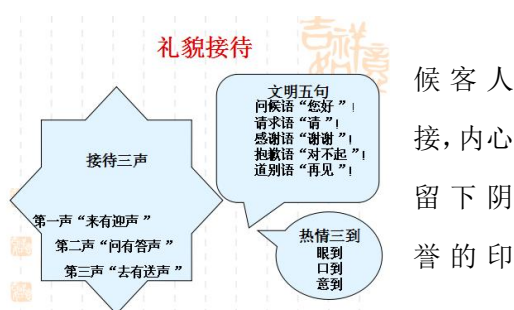 礼貌接待
接待三声
第一声“来有迎声 ”
第二声“问有答声 ”
第三声“去有送声 ”
文明五句
问候语“您好 ”！
请求语“请 ”！
感谢语“谢谢 ”！
抱歉语“对不起 ”！
道别语“再见 ”！
热情三到
眼到
口到
意到
候客人
接，内心
留下阴
誉的印